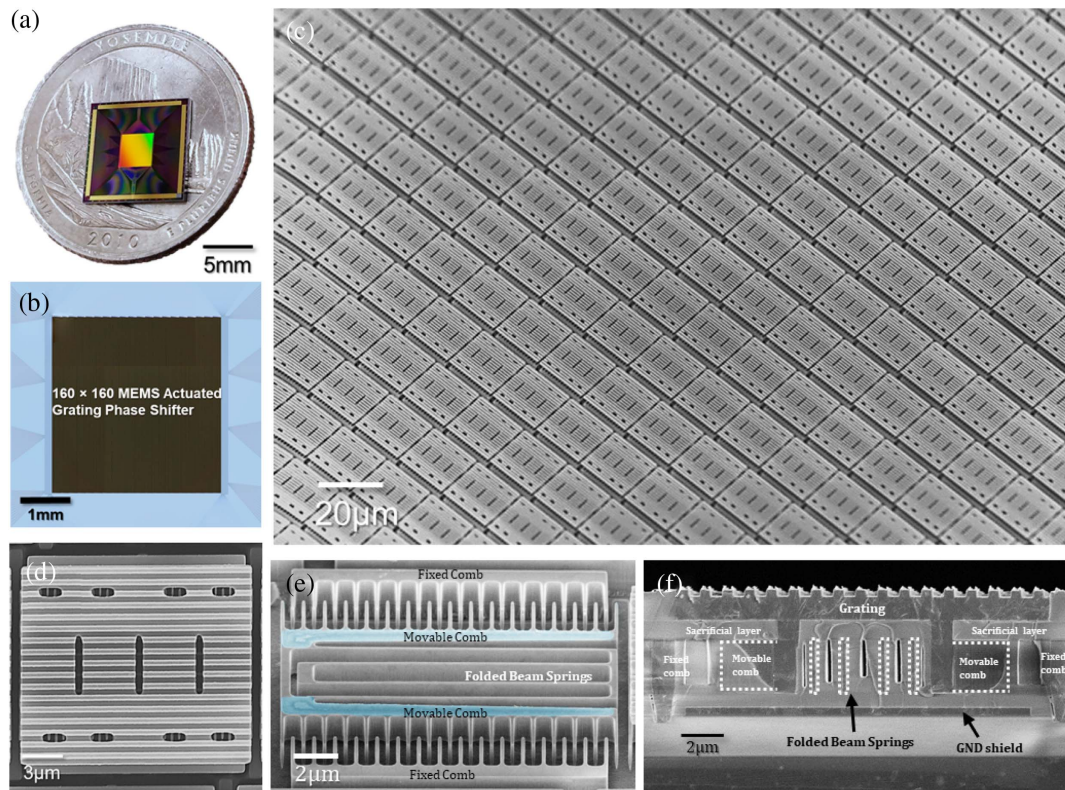 (a)
YOSEMITE
2010
5mm
(b)
160 × 160 MEMS Actuated
Grating Phase Shifter
1mm
(c)
20μm
(d)
3μm
(e)
Fixed Comb
Movable Comb
Folded Beam Springs
Movable Comb
2μm
Fixed Comb
(f)
Grating
Sacrificial layer
Sacrificial layer
Fixed
comb
Movable
comb
Movable
comb
Fixed
comb
2μm
Folded Beam Springs
GND shield